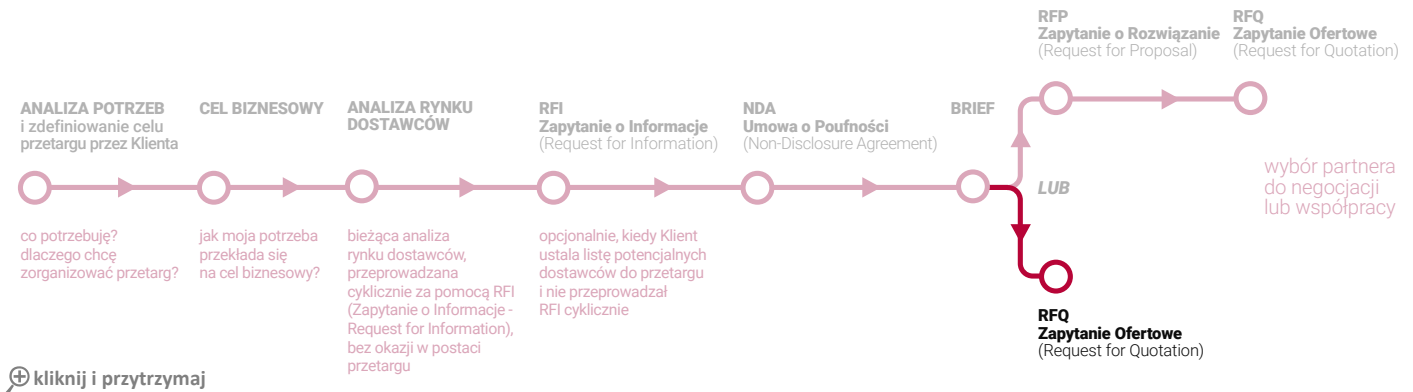 ANALIZA POTRZEB
i zdefiniowanie celu
przetargu przez Klienta
co potrzebuję?
dlaczego chcę
zorganizować przetarg?
CEL BIZNESOWY
jak moja potrzeba
przekłada się
na cel biznesowy?
ANALIZA RYNKU
DOSTAWCÓW
bieżąca analiza
rynku dostawców,
przeprowadzana
cyklicznie za pomocą RFI
(Zapytanie o Informacje -
Request for Information),
bez okazji w postaci
przetargu
RFI
Zapytanie o Informacje
(Request for Information)
opcjonalnie, kiedy Klient
ustala listę potencjalnych
dostawców do przetargu
i nie przeprowadzał
RFI cyklicznie
NDA
Umowa o Poufności
(Non-Disclosure Agreement)
BRIEF
LUB
RFP
Zapytanie o Rozwiązanie
(Request for Proposal)
RFQ
Zapytanie Ofertowe
(Request for Quotation)
wybór partnera
do negocjacji
lub współpracy
RFQ
Zapytanie Ofertowe
(Request for Quotation)
kliknij i przytrzymaj